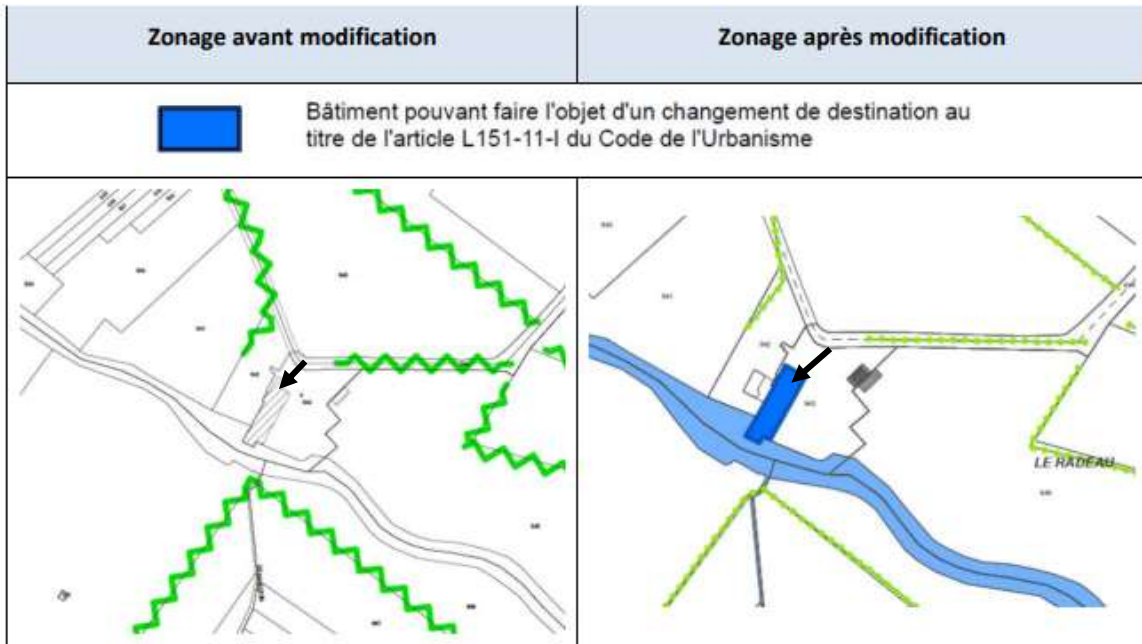 Zonage avant modification
Zonage après modification
Bâtiment pouvant faire l'objet d'un changement de destination au
titre de l'article L151-11-I du Code de l'Urbanisme
LE RADEAU